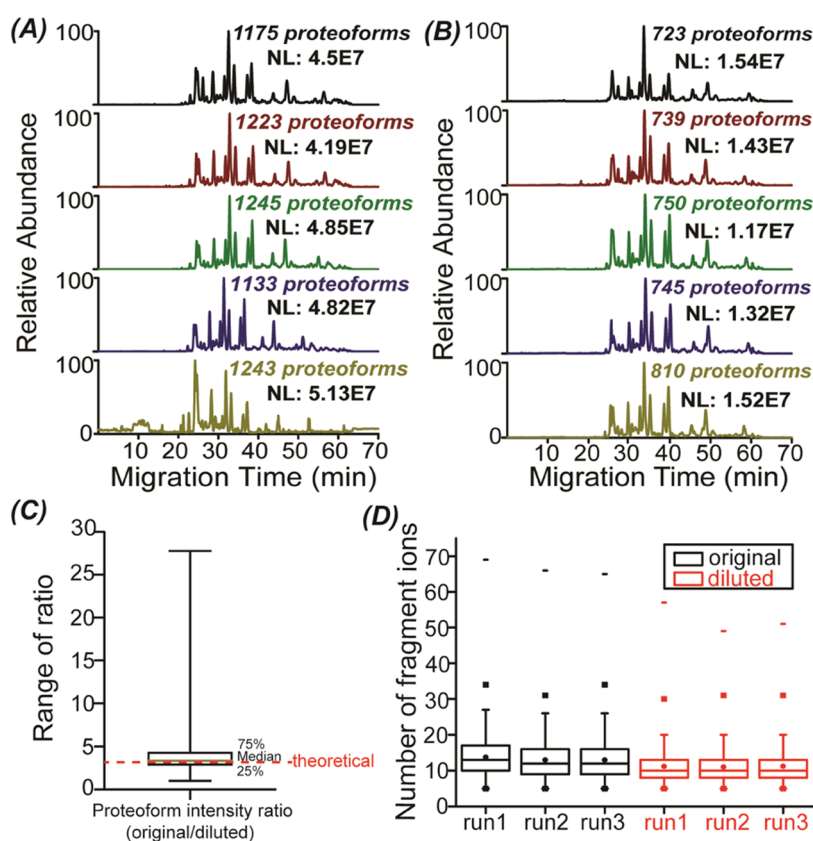 (A)
100
1175 proteoforms
NL: 4.5E7
100
1223 proteoforms
NL: 4.19E7
100
1245 proteoforms
NL: 4.85E7
100
1133 proteoforms
NL: 4.82E7
100
1243 proteoforms
NL: 5.13E7
0
0 10 20 30 40 50 60 70
Migration Time (min)
Relative Abundance
(B)
100
723 proteoforms
NL: 1.54E7
100
739 proteoforms
NL: 1.43E7
100
750 proteoforms
NL: 1.17E7
100
745 proteoforms
NL: 1.32E7
100
810 proteoforms
NL: 1.52E7
0
0 10 20 30 40 50 60 70
Migration Time (min)
Relative Abundance
(C)
30
25
20
15
10
5
0
Range of ratio
75%
Median
25%
theoretical
Proteoform intensity ratio
(original/diluted)
(D)
70
60
50
40
30
20
10
0
Number of fragment ions
original
diluted
run1 run2 run3 run1 run2 run3